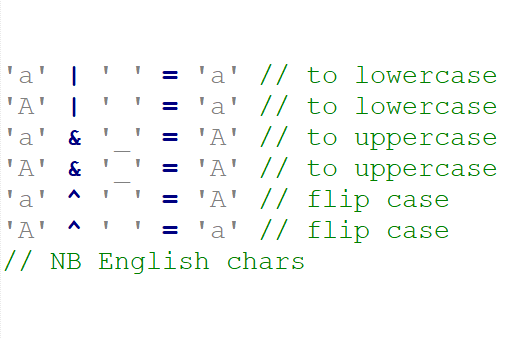 'a' | ' ' = 'a' // to lowercase
'A' | ' ' = 'a' // to lowercase
'a' & '_' = 'A' // to uppercase
'A' & '_' = 'A' // to uppercase
'a' ^ ' ' = 'A' // flip case
'A' ^ ' ' = 'a' // flip case
// NB English chars